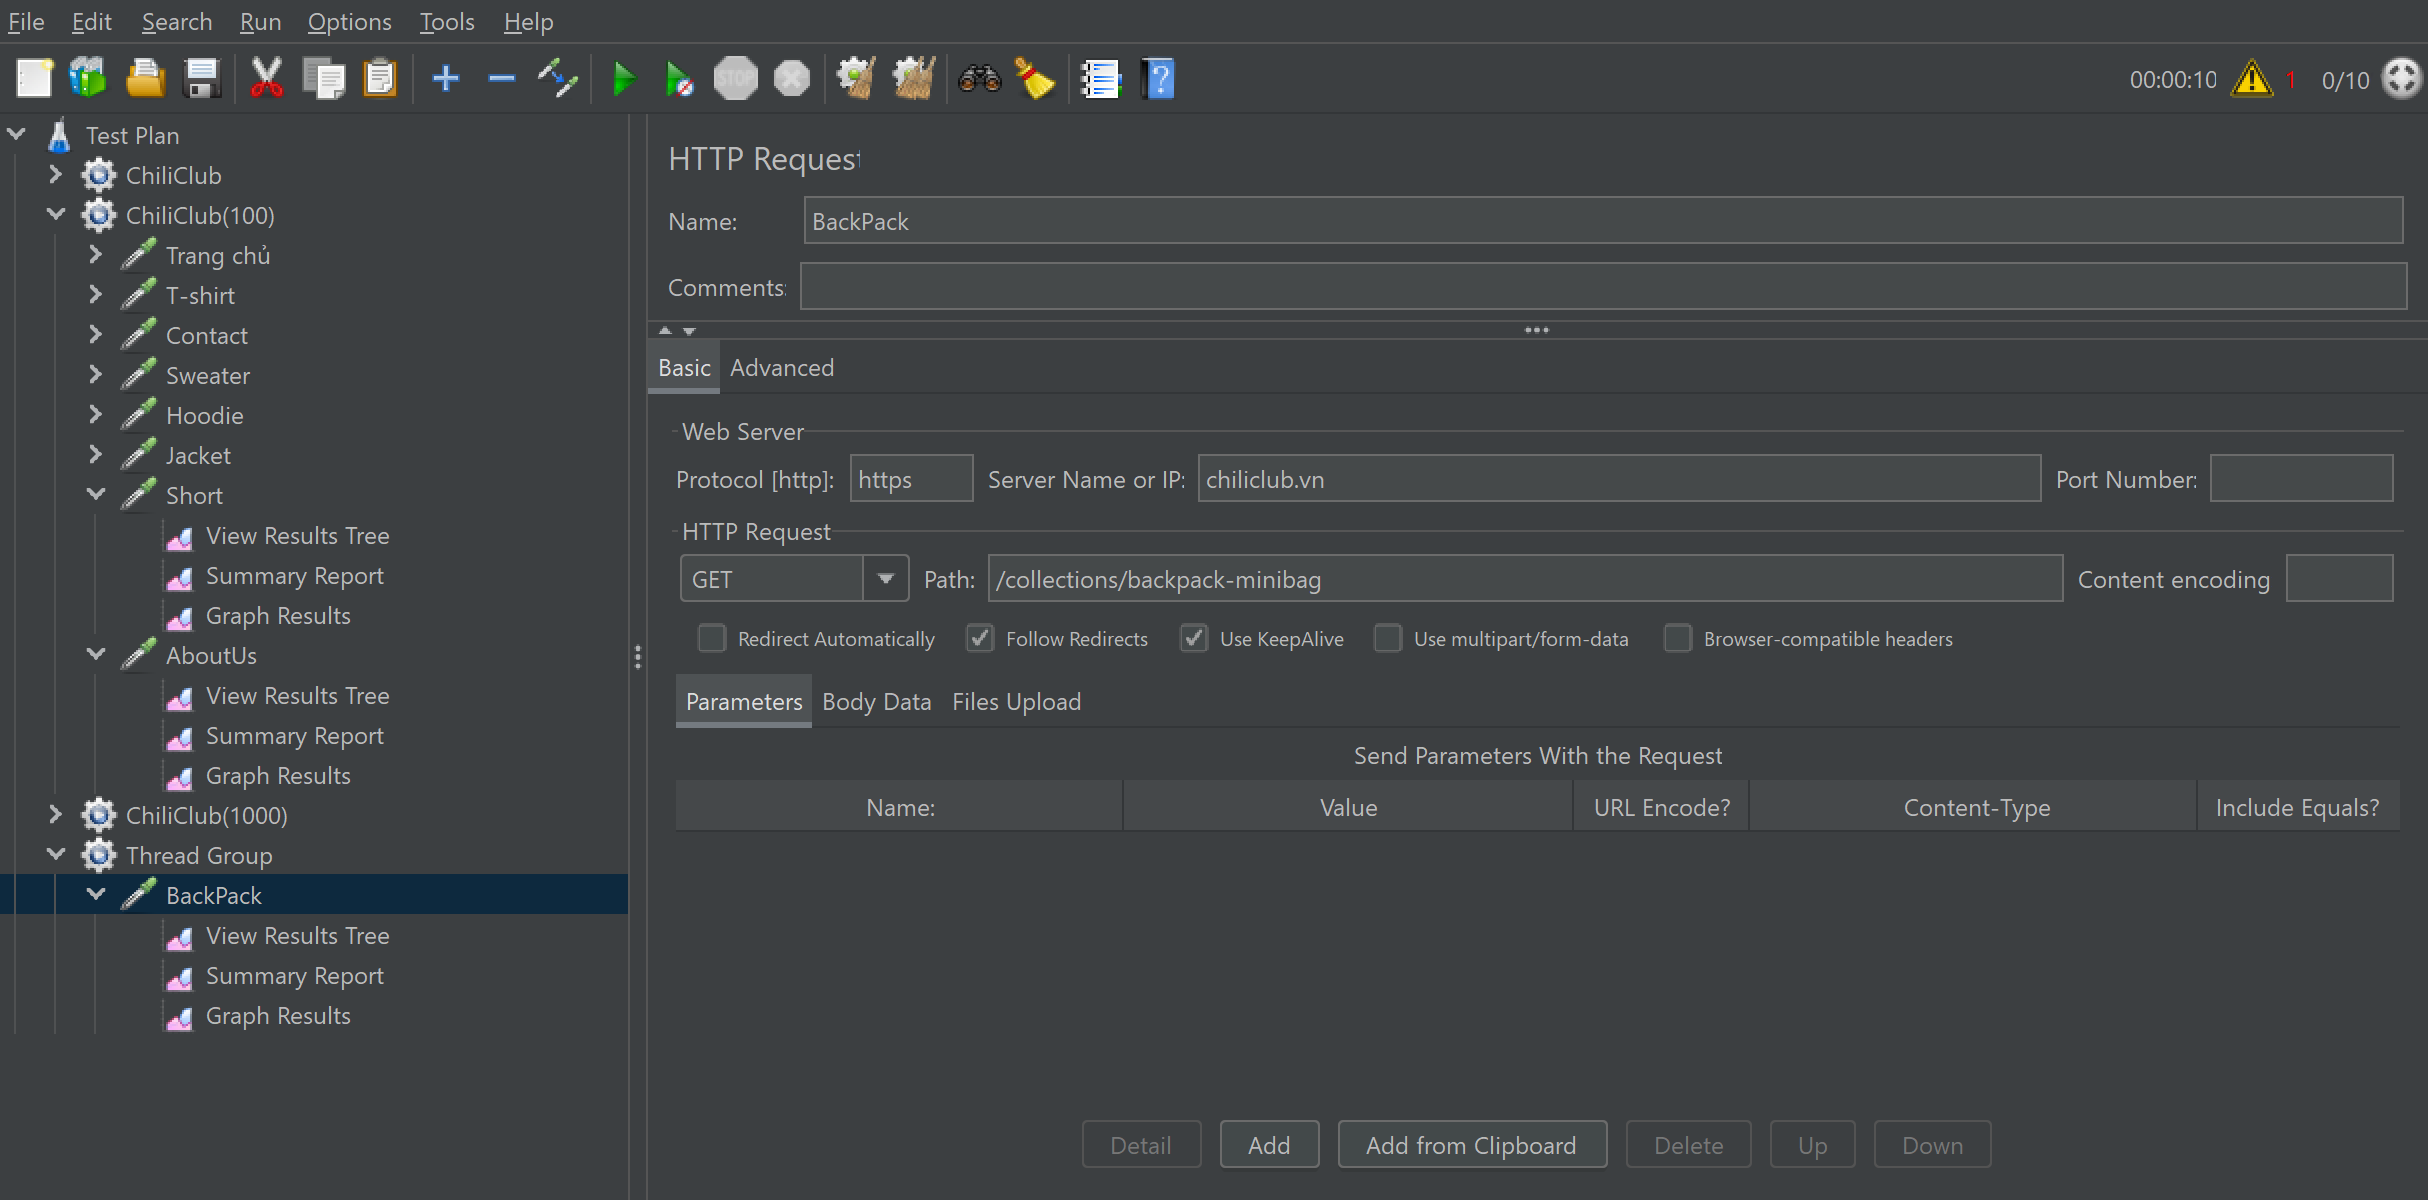 File Edit Search Run Options Tools Help
STOP
00:00:10 1 0/10
Test Plan
ChiliClub
ChiliClub(100)
Trang chủ
T-shirt
Contact
Sweater
Hoodie
Jacket
Short
View Results Tree
Summary Report
Graph Results
AboutUs
View Results Tree
Summary Report
Graph Results
ChiliClub(1000)
Thread Group
BackPack
View Results Tree
Summary Report
Graph Results
HTTP Request
Name: BackPack
Comments:
Basic Advanced
Web Server
Protocol [http]: https Server Name or IP: chiliclub.vn Port Number:
HTTP Request
GET Path: /collections/backpack-minibag Content encoding
Redirect Automatically Follow Redirects Use KeepAlive Use multipart/form-data Browser-compatible headers
Parameters Body Data Files Upload
Send Parameters With the Request
Name: Value URL Encode? Content-Type Include Equals?
Detail Add Add from Clipboard Delete Up Down